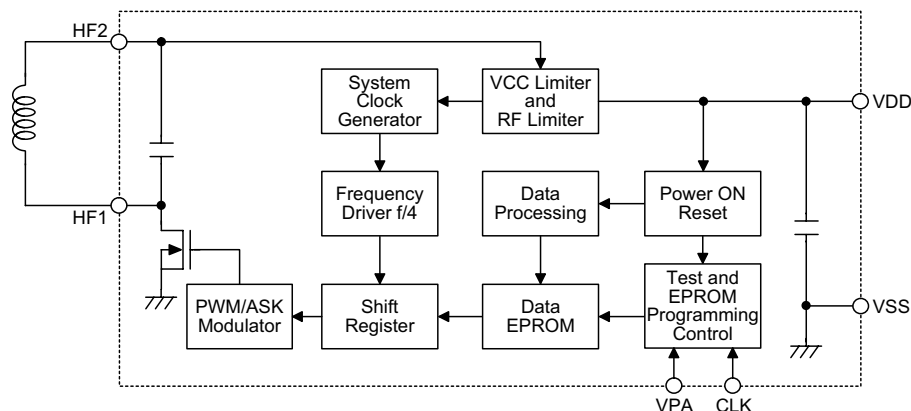 HF2
System
Clock
Generator
VCC Limiter
and
RF Limiter
VDD
HF1
Frequency
Driver f/4
Data
Processing
Power ON
Reset
PWM/ASK
Modulator
Shift
Register
Data
EPROM
Test and
EPROM
Programming
Control
VSS
VPA
CLK